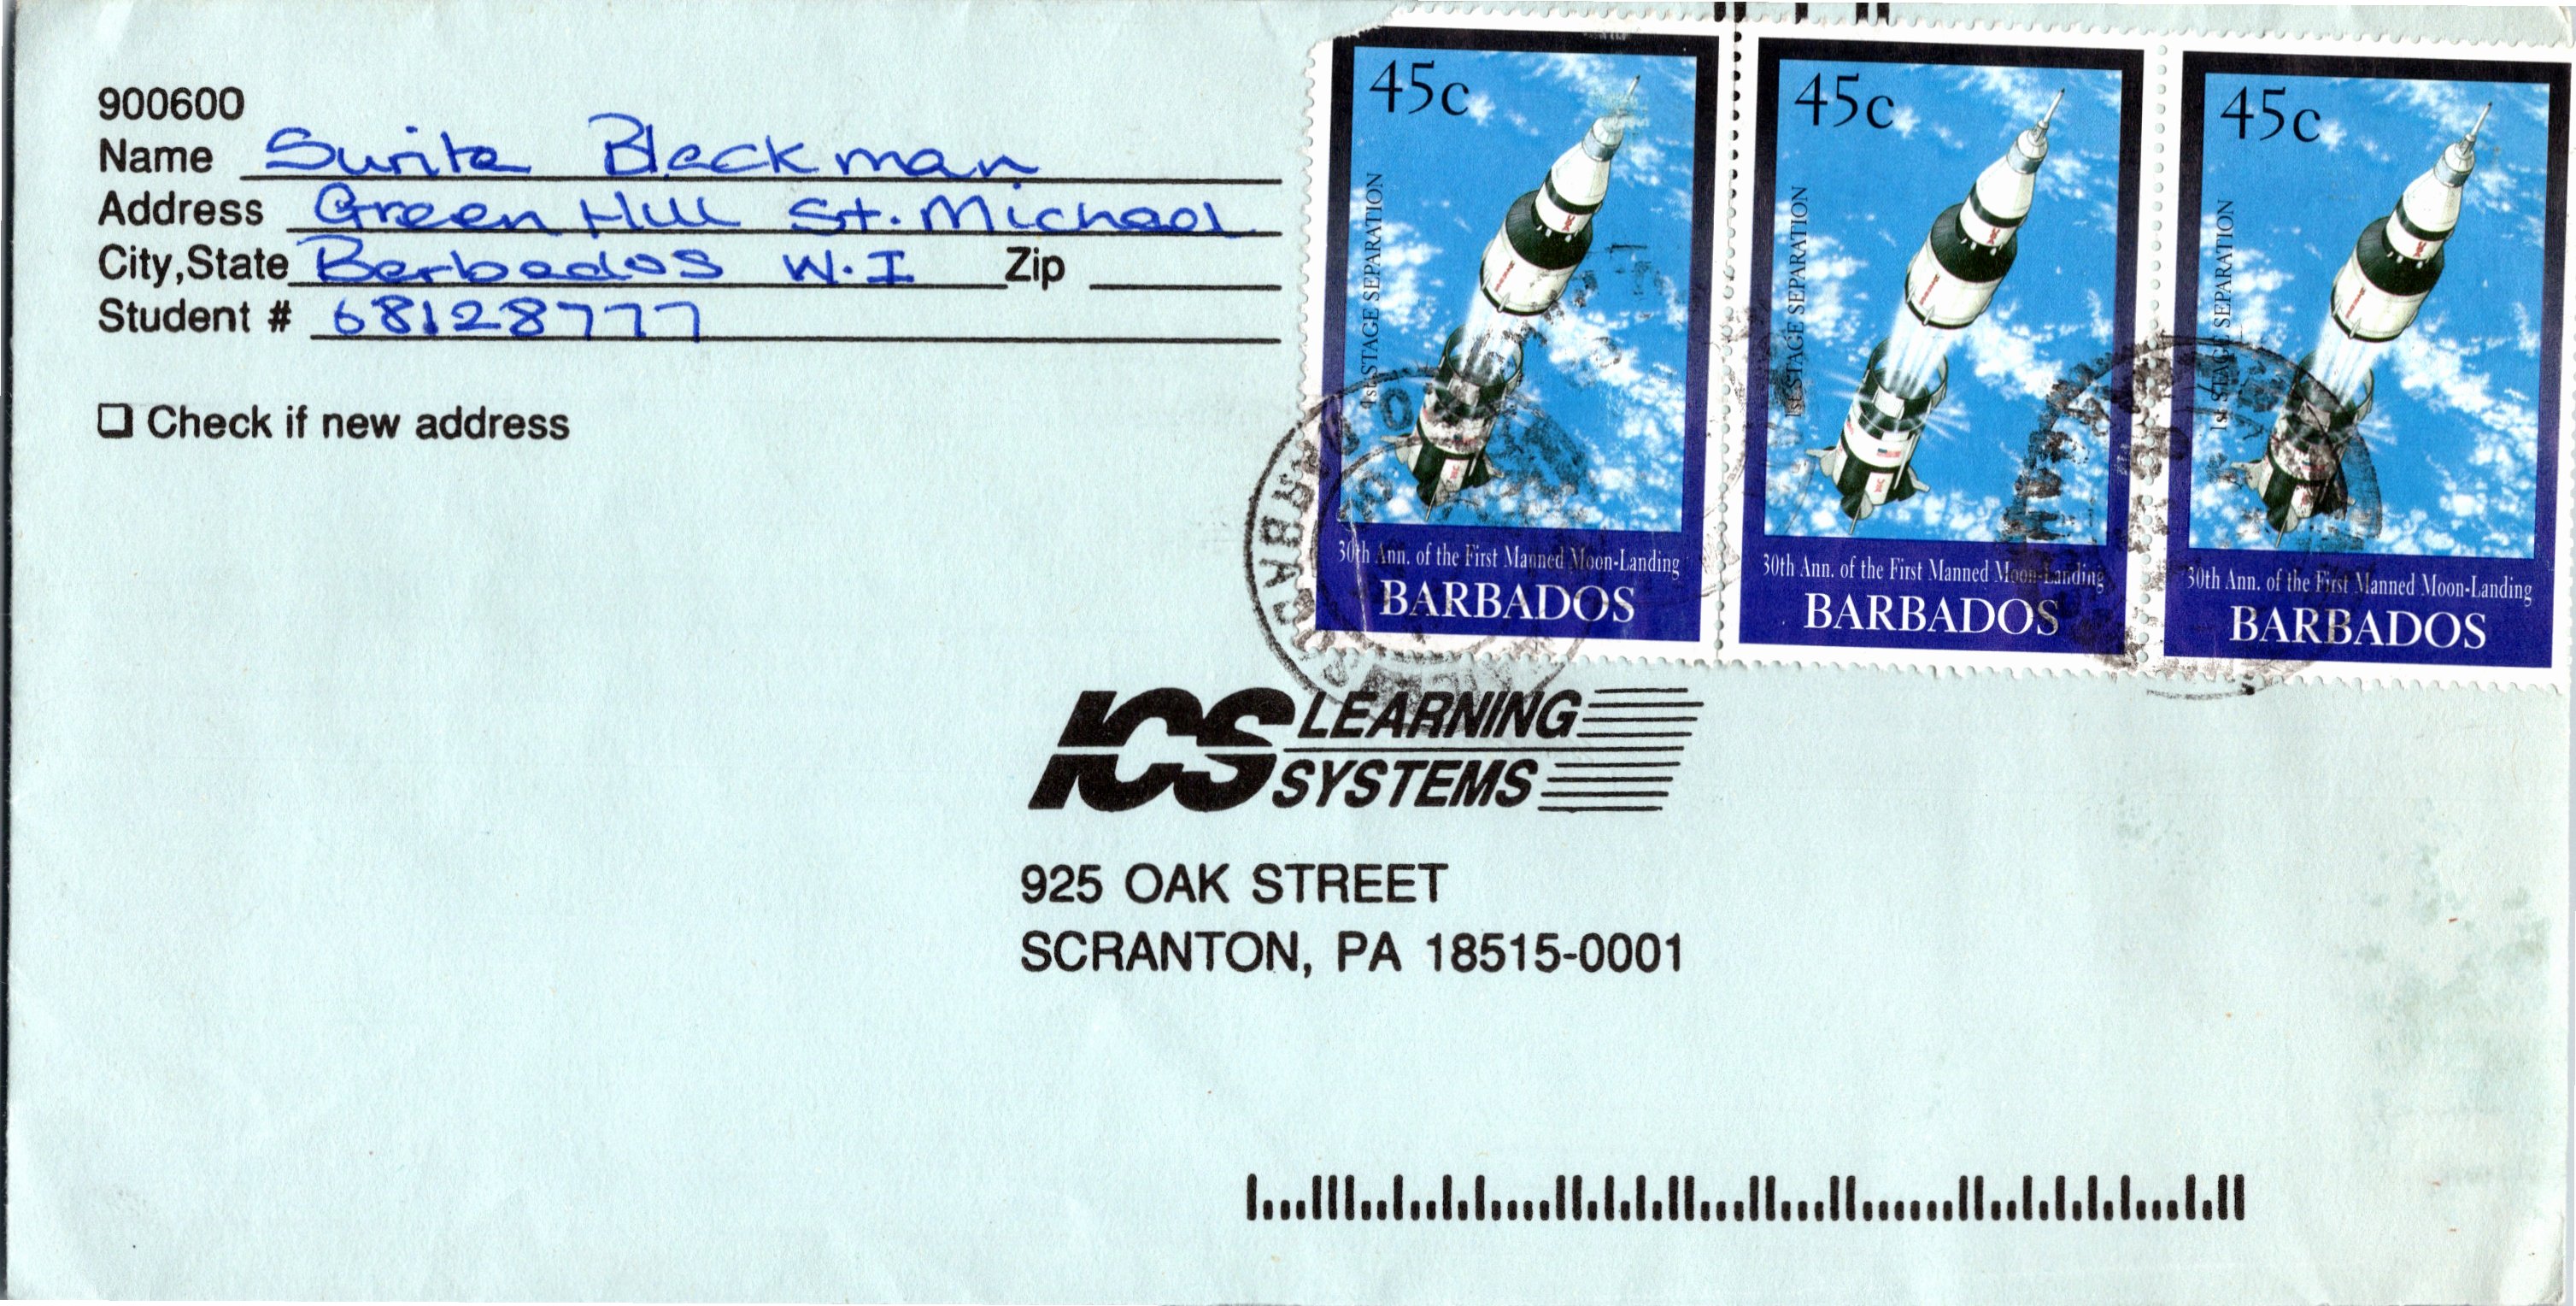 900600
Name Surita Blackman
Address Green Hill St. Michael
City,State Barbados W.I Zip
Student # 68128777
Check if new address
45c
1st STAGE SEPARATION
30th Ann. of the First Manned Moon-Landing
BARBADOS
45c
1st STAGE SEPARATION
30th Ann. of the First Manned Moon-Landing
BARBADOS
45c
1st STAGE SEPARATION
30th Ann. of the First Manned Moon-Landing
BARBADOS
ICS LEARNING
SYSTEMS
925 OAK STREET
SCRANTON, PA 18515-0001